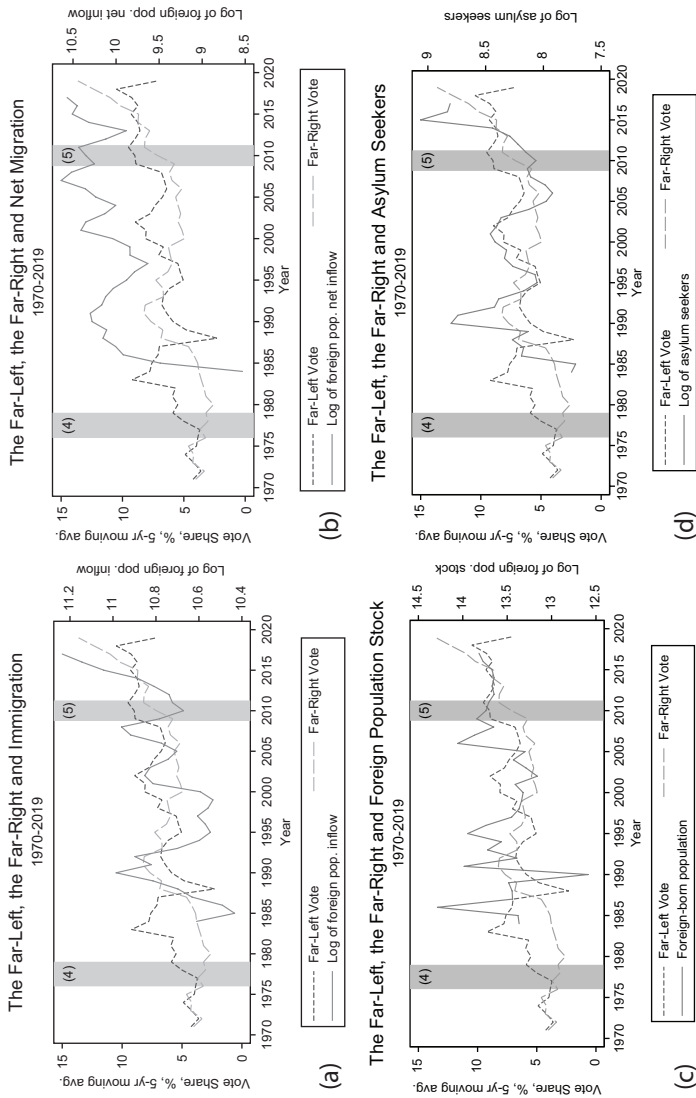 The Far-Left, the Far-Right and Immigration
1970-2019
Vote Share, %, 5-yr moving avg.
15
10
5
0
(4)
(5)
11.2
11
10.8
10.6
10.4
Log of foreign pop. inflow
1970 1975 1980 1985 1990 1995 2000 2005 2010 2015 2020
Year
Far-Left Vote Far-Right Vote
Log of foreign pop. inflow
(a)
The Far-Left, the Far-Right and Net Migration
1970-2019
Vote Share, %, 5-yr moving avg.
15
10
5
0
(4)
(5)
10.5
10
9.5
9
8.5
Log of foreign pop. net inflow
1970 1975 1980 1985 1990 1995 2000 2005 2010 2015 2020
Year
Far-Left Vote Far-Right Vote
Log of foreign pop. net inflow
(b)
The Far-Left, the Far-Right and Foreign Population Stock
1970-2019
Vote Share, %, 5-yr moving avg.
15
10
5
0
(4)
(5)
14.5
14
13.5
13
12.5
Log of foreign pop. stock
1970 1975 1980 1985 1990 1995 2000 2005 2010 2015 2020
Year
Far-Left Vote Far-Right Vote
Foreign-born population
(c)
The Far-Left, the Far-Right and Asylum Seekers
1970-2019
Vote Share, %, 5-yr moving avg.
15
10
5
0
(4)
(5)
9
8.5
8
7.5
Log of asylum seekers
1970 1975 1980 1985 1990 1995 2000 2005 2010 2015 2020
Year
Far-Left Vote Far-Right Vote
Log of asylum seekers
(d)